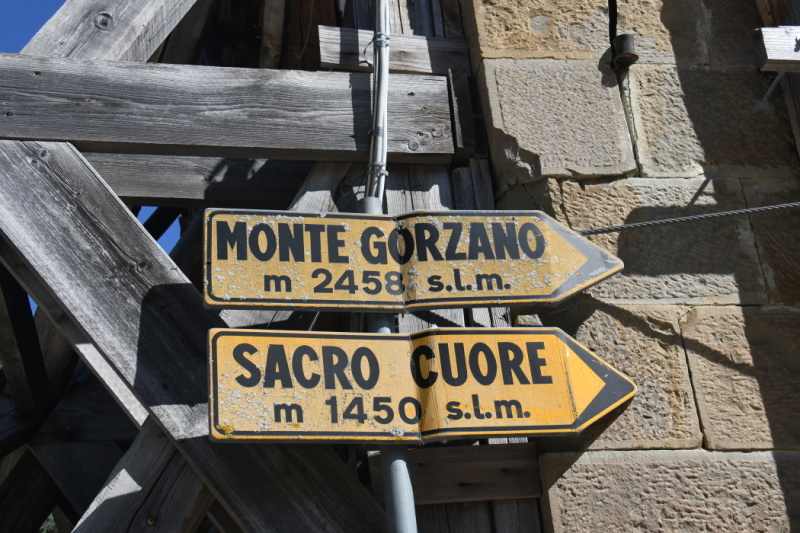 MONTE GORZANO
m 2458 s.l.m.
SACRO CUORE
m 1450 s.l.m.